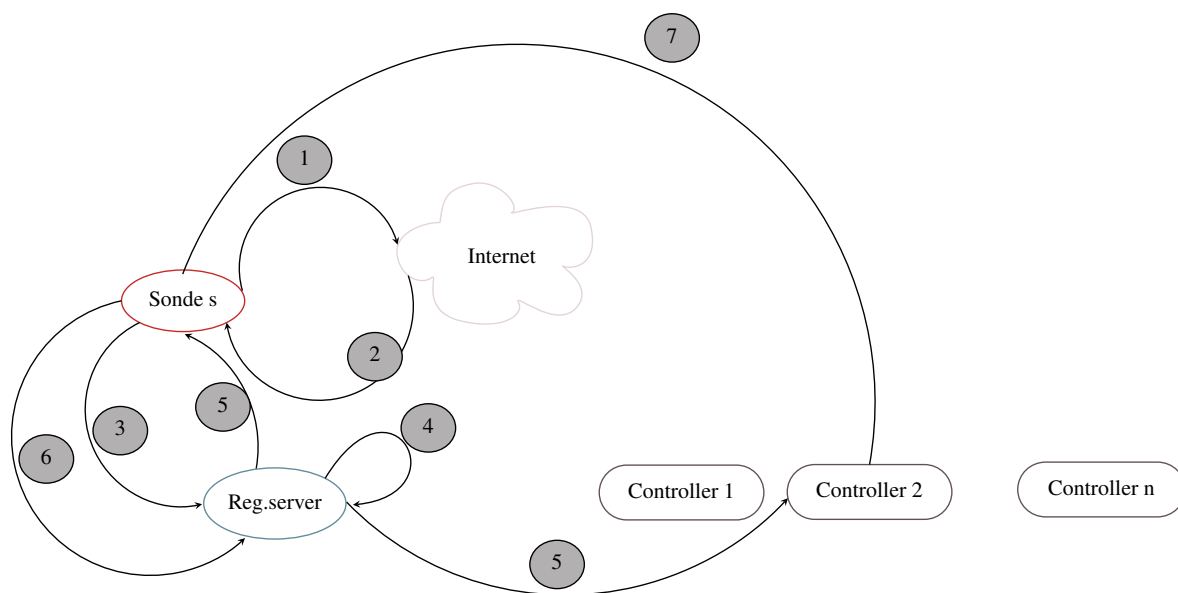 7
1
Internet
Sonde s
2
5
3
4
6
Controller 1
Controller 2
Controller n
Reg.server
5